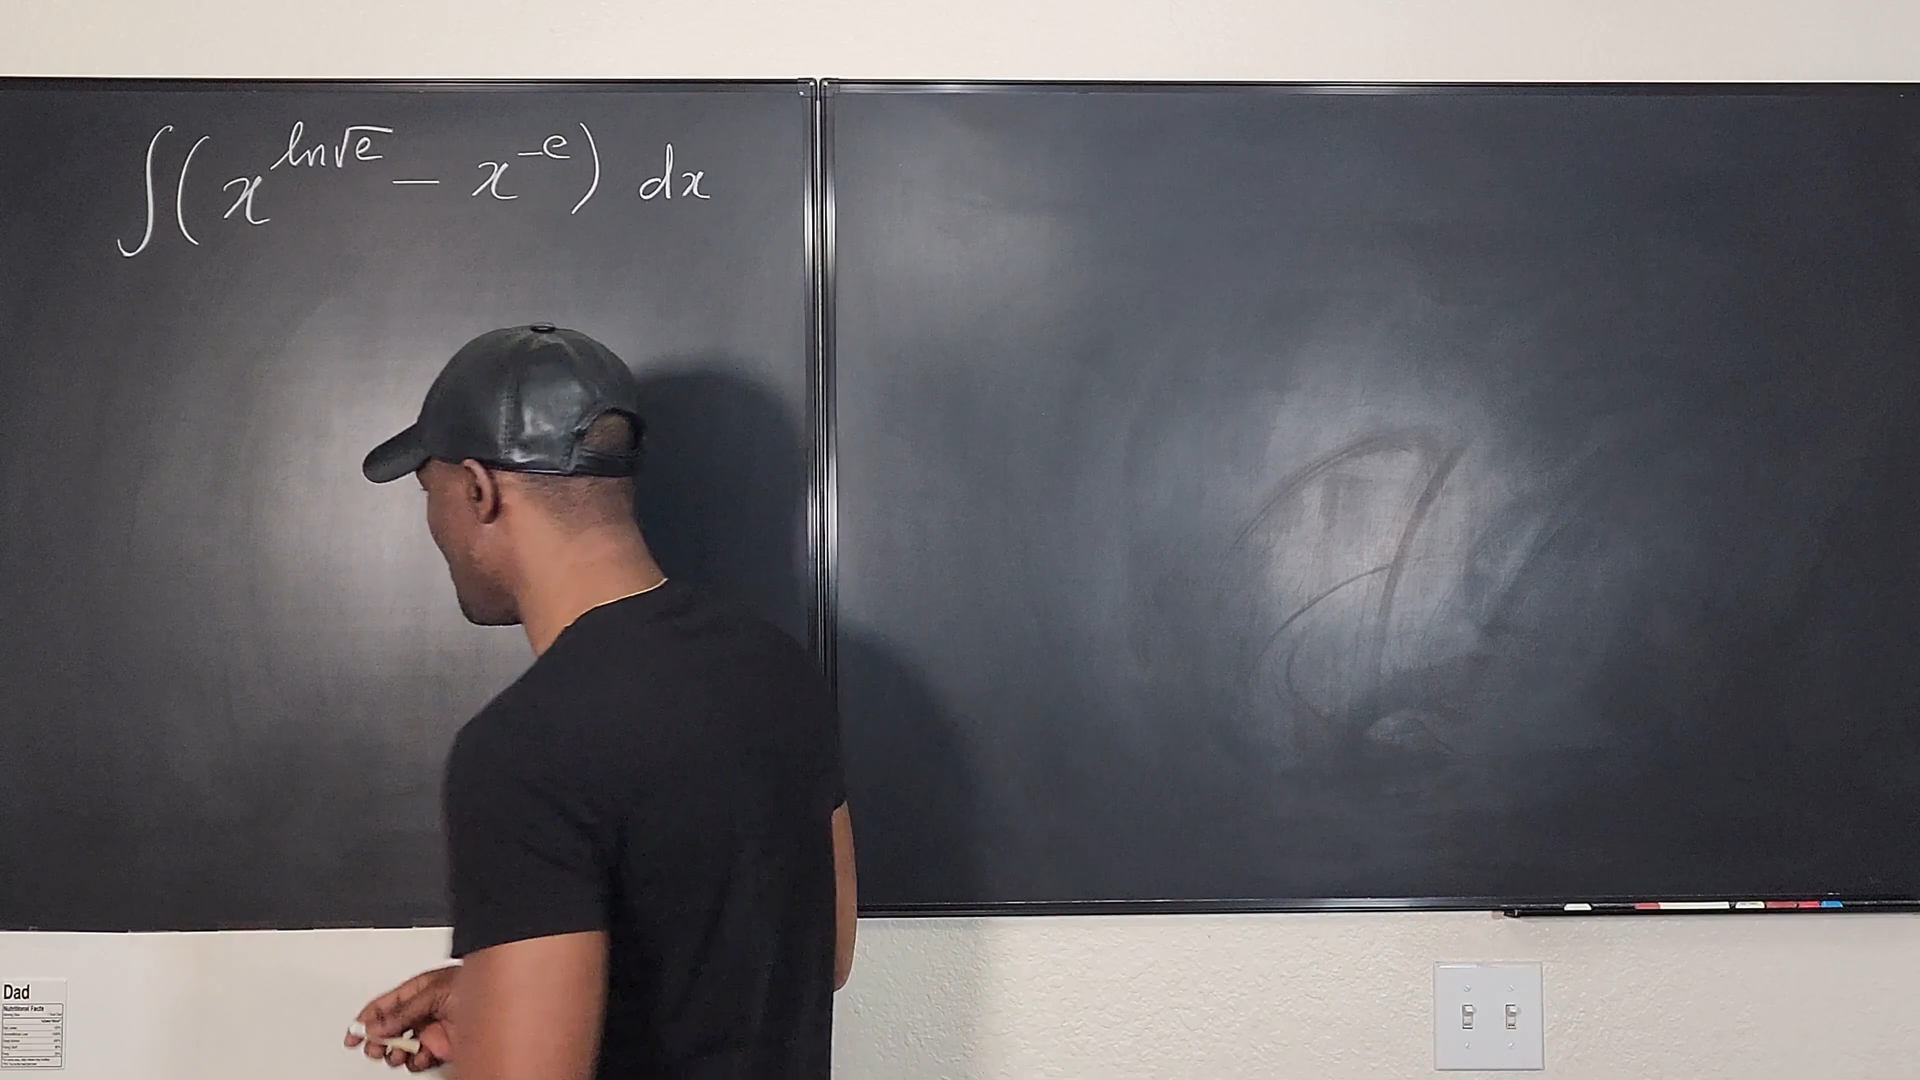 ∫(x^{ln√e} − x^{−e}) dx
Dad
Nutritional Facts